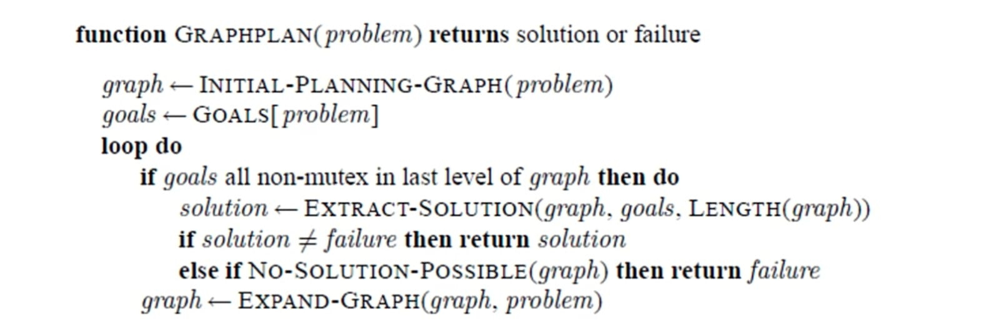 function GRAPHPLAN(problem) returns solution or failure
graph ← INITIAL-PLANNING-GRAPH(problem)
goals ← GOALS[problem]
loop do
if goals all non-mutex in last level of graph then do
solution ← EXTRACT-SOLUTION(graph, goals, LENGTH(graph))
if solution ≠ failure then return solution
else if NO-SOLUTION-POSSIBLE(graph) then return failure
graph ← EXPAND-GRAPH(graph, problem)